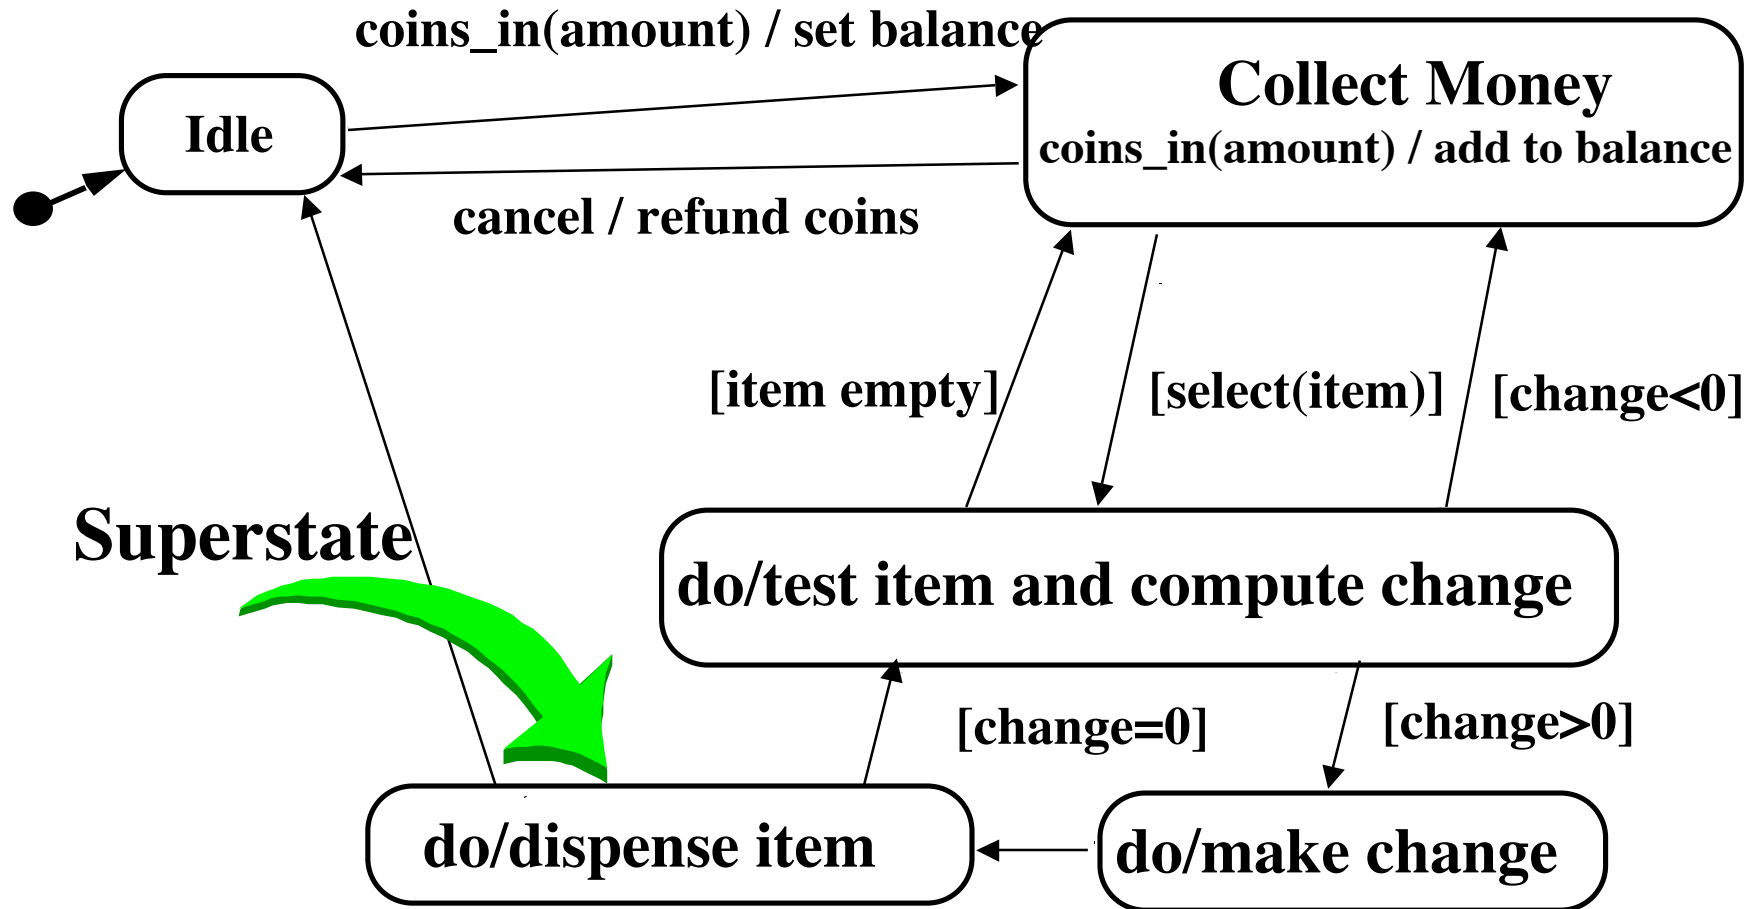 coins_in(amount) / set balance
Collect Money
coins_in(amount) / add to balance
Idle
cancel / refund coins
[item empty]
[select(item)]
[change<0]
Superstate
do/test item and compute change
[change=0]
[change>0]
do/dispense item
do/make change